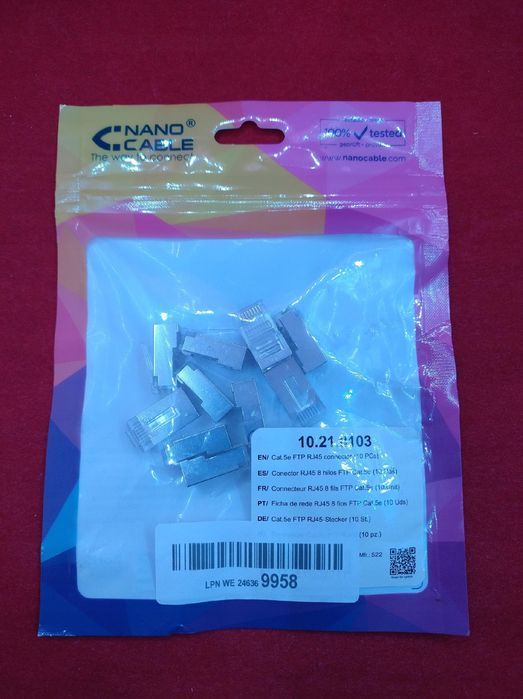 NANO®
CABLE
The way to connect
100% tested
www.nanocable.com
10.21.0103
EN/ Cat.5e FTP RJ45 connector (10 PCs)
ES/ Conector RJ45 8 hilos FTP Cat.5e (10 Uds)
FR/ Connecteur RJ45 8 fils FTP Cat.5e (10 Unit)
PT/ Ficha de rede RJ45 8 fios FTP Cat.5e (10 Uds)
DE/ Cat.5e FTP RJ45-Stecker (10 St.)
(10 pz.)
Mfr.: 522
LPN WE 24636 9958